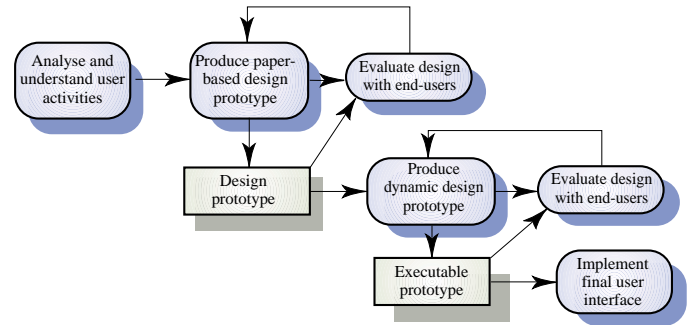 Analyse and
understand user
activities
Produce paper-
based design
prototype
Evaluate design
with end-users
Design
prototype
Produce
dynamic design
prototype
Evaluate design
with end-users
Executable
prototype
Implement
final user
interface